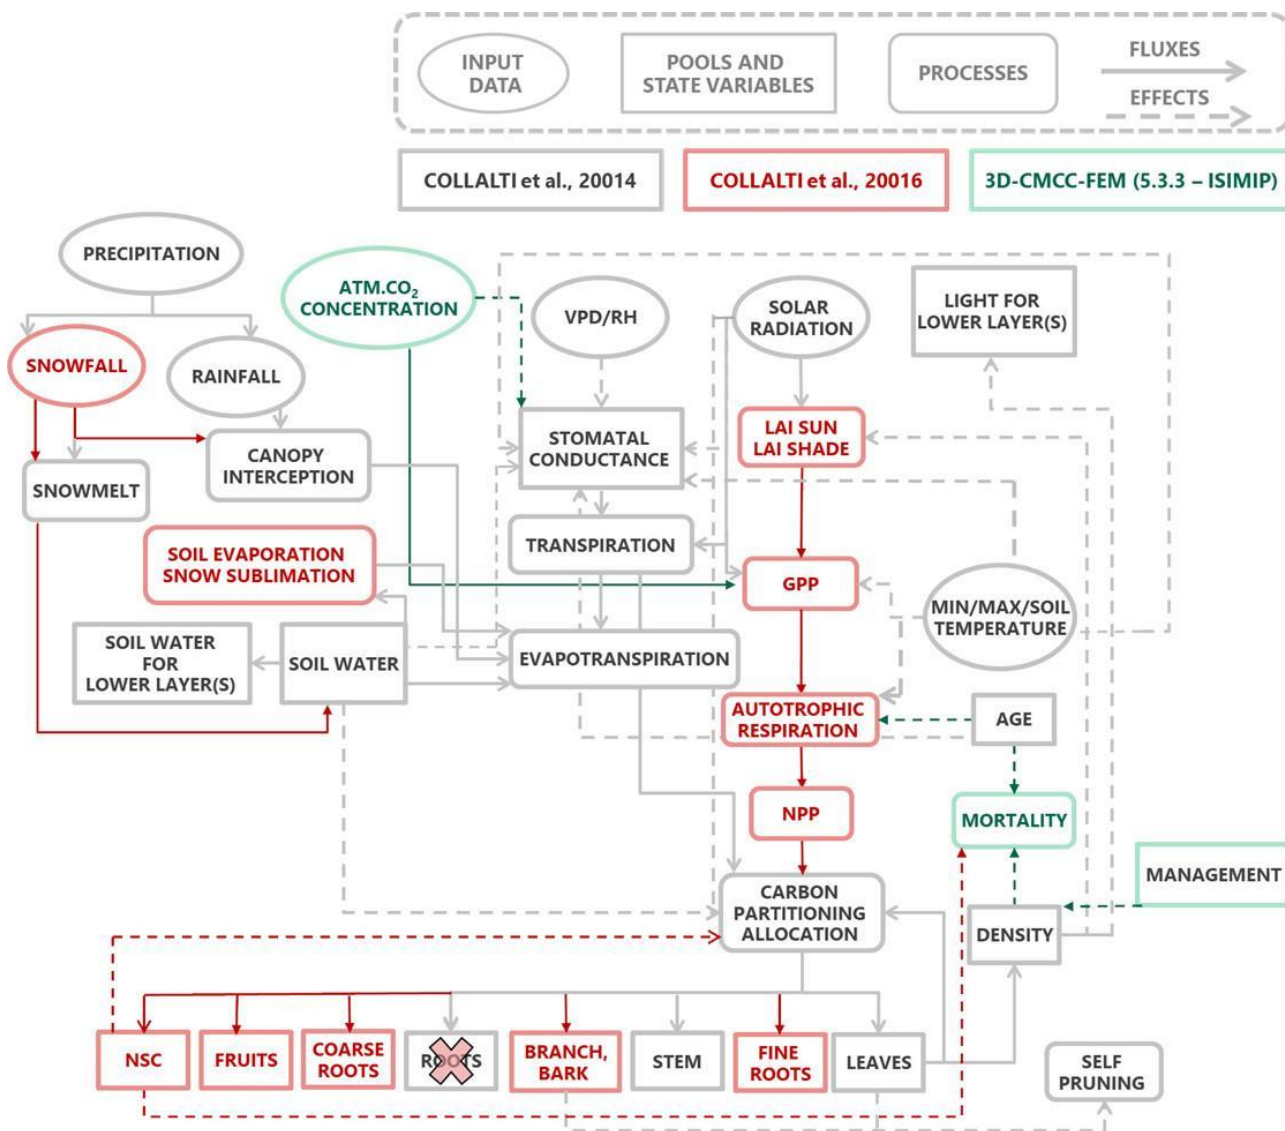 INPUT
DATA
POOLS AND
STATE VARIABLES
PROCESSES
FLUXES
EFFECTS
COLLALTI et al., 20014
COLLALTI et al., 20016
3D-CMCC-FEM (5.3.3 – ISIMIP)
PRECIPITATION
ATM.CO₂
CONCENTRATION
VPD/RH
SOLAR
RADIATION
LIGHT FOR
LOWER LAYER(S)
SNOWFALL
RAINFALL
CANOPY
INTERCEPTION
STOMATAL
CONDUCTANCE
LAI SUN
LAI SHADE
SNOWMELT
SOIL EVAPORATION
SNOW SUBLIMATION
TRANSPIRATION
GPP
MIN/MAX/SOIL
TEMPERATURE
SOIL WATER
FOR
LOWER LAYER(S)
SOIL WATER
EVAPOTRANSPIRATION
AUTOTROPHIC
RESPIRATION
AGE
NPP
MORTALITY
MANAGEMENT
CARBON
PARTITIONING
ALLOCATION
DENSITY
NSC
FRUITS
COARSE
ROOTS
ROOTS
BRANCH,
BARK
STEM
FINE
ROOTS
LEAVES
SELF
PRUNING